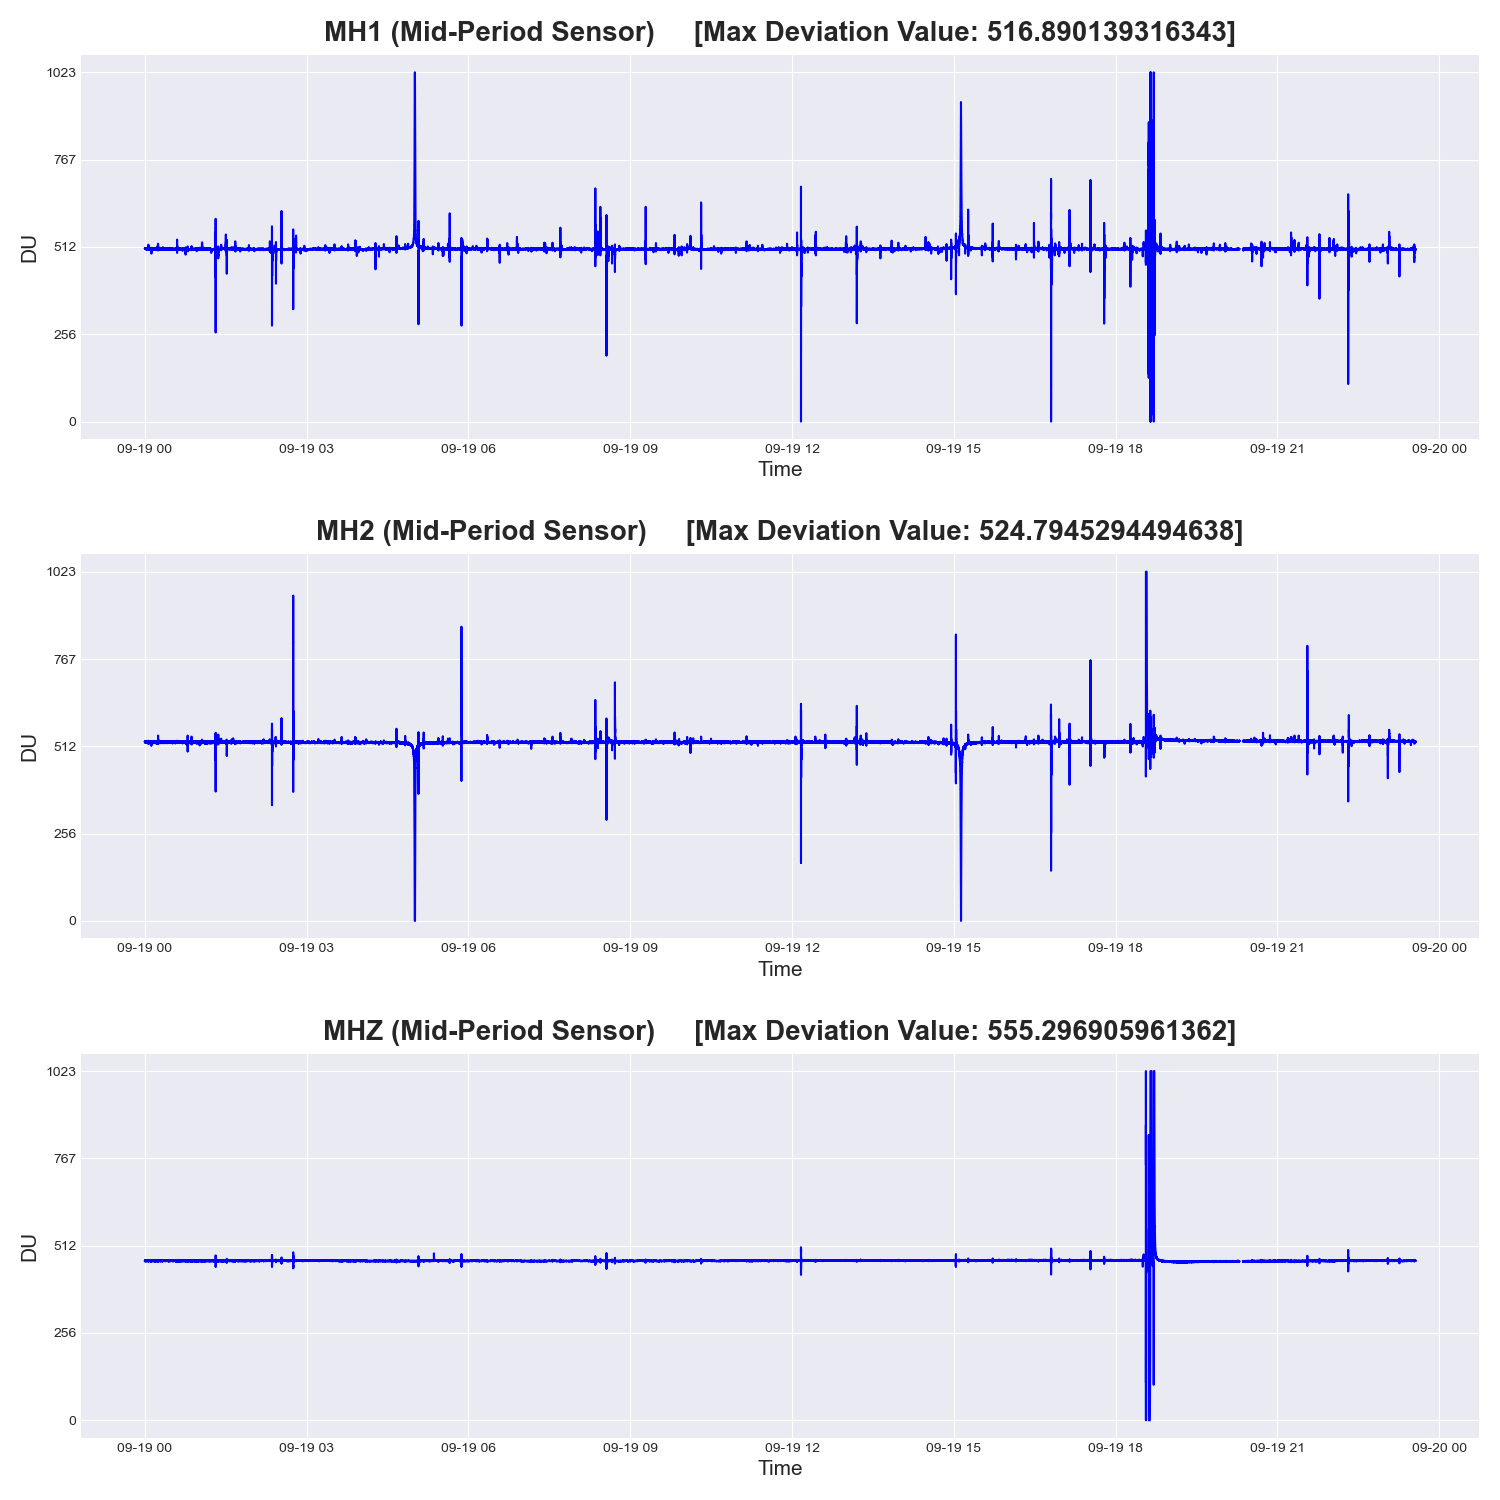 MH1 (Mid-Period Sensor) [Max Deviation Value: 516.890139316343]
1023
767
512
256
0
DU
09-19 00 09-19 03 09-19 06 09-19 09 09-19 12 09-19 15 09-19 18 09-19 21 09-20 00
Time
MH2 (Mid-Period Sensor) [Max Deviation Value: 524.7945294494638]
1023
767
512
256
0
DU
09-19 00 09-19 03 09-19 06 09-19 09 09-19 12 09-19 15 09-19 18 09-19 21 09-20 00
Time
MHZ (Mid-Period Sensor) [Max Deviation Value: 555.296905961362]
1023
767
512
256
0
DU
09-19 00 09-19 03 09-19 06 09-19 09 09-19 12 09-19 15 09-19 18 09-19 21 09-20 00
Time